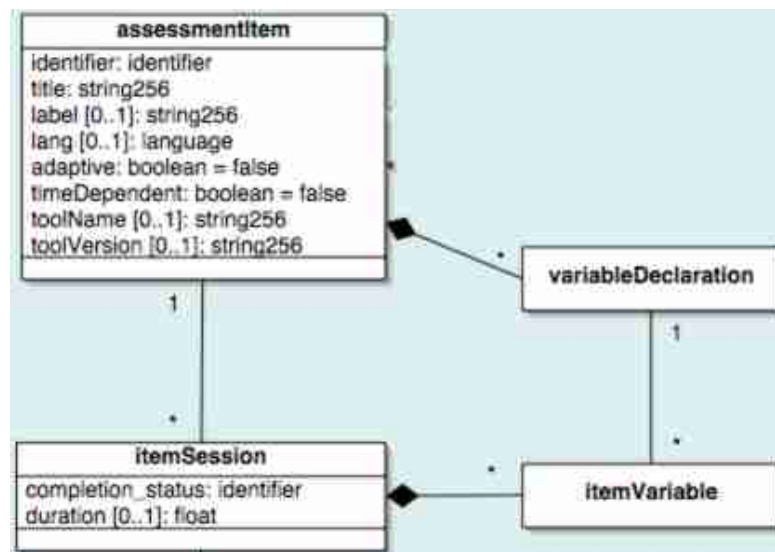 assessmentItem
identifier: identifier
title: string256
label [0..1]: string256
lang [0..1]: language
adaptive: boolean = false
timeDependent: boolean = false
toolName [0..1]: string256
toolVersion [0..1]: string256
*
*
variableDeclaration
1
1
*
*
itemSession
completion_status: identifier
duration [0..1]: float
*
itemVariable